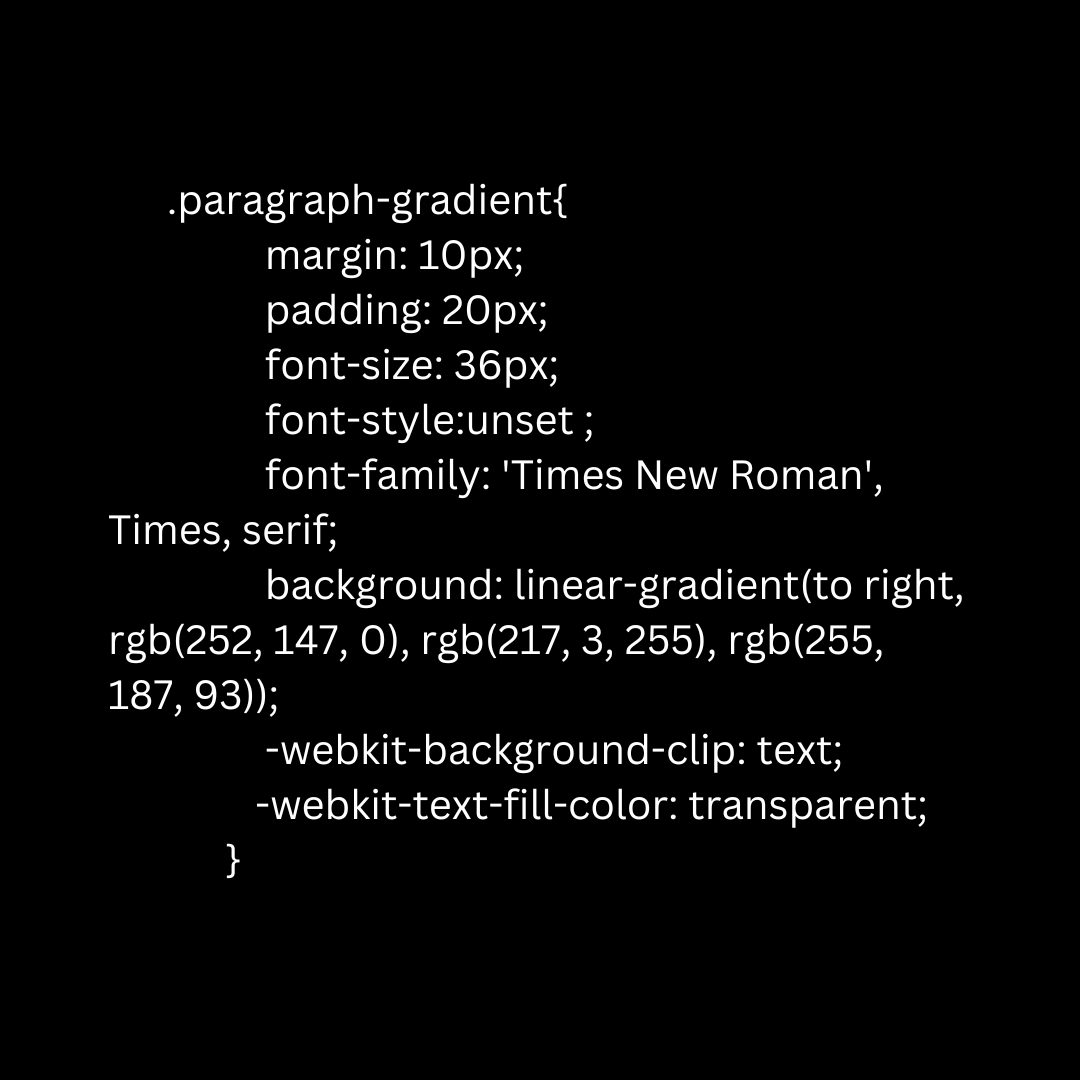 .paragraph-gradient{
margin: 10px;
padding: 20px;
font-size: 36px;
font-style:unset ;
font-family: 'Times New Roman',
Times, serif;
background: linear-gradient(to right,
rgb(252, 147, 0), rgb(217, 3, 255), rgb(255,
187, 93));
-webkit-background-clip: text;
-webkit-text-fill-color: transparent;
}